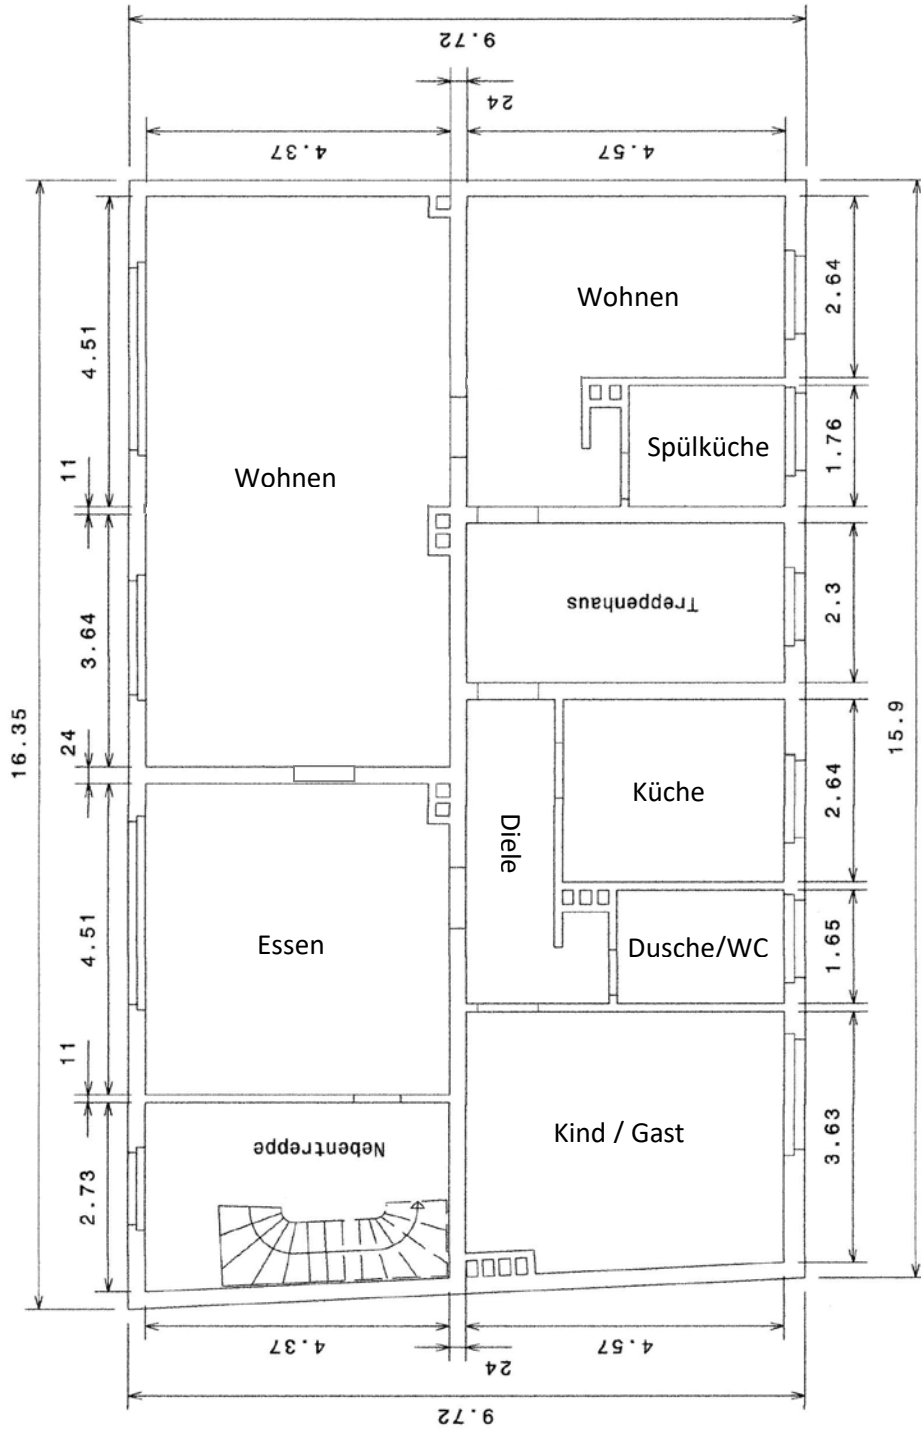 9.72
24
4.37
4.57
16.35
4.51
11
3.64
24
4.51
11
2.73
Wohnen
Wohnen
Spülküche
Treppenhaus
Küche
Diele
Essen
Dusche/WC
Kind / Gast
Nebentreppe
2.64
1.76
2.3
2.64
1.65
3.63
15.9
4.37
24
4.57
9.72